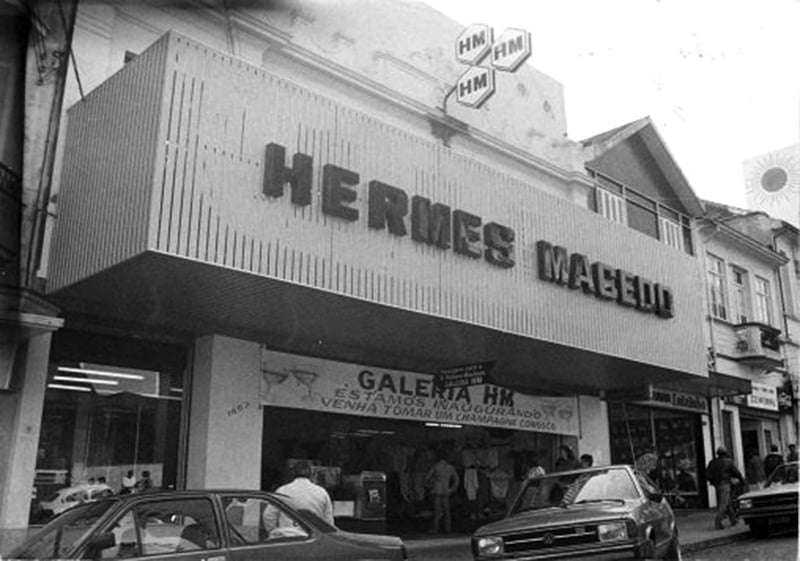 HM
HM
HM
HERMES MACEDO
GALERIA HM
ESTAMOS INAUGURANDO
VENHA TOMAR UM CHAMPAGNE CONOSCO